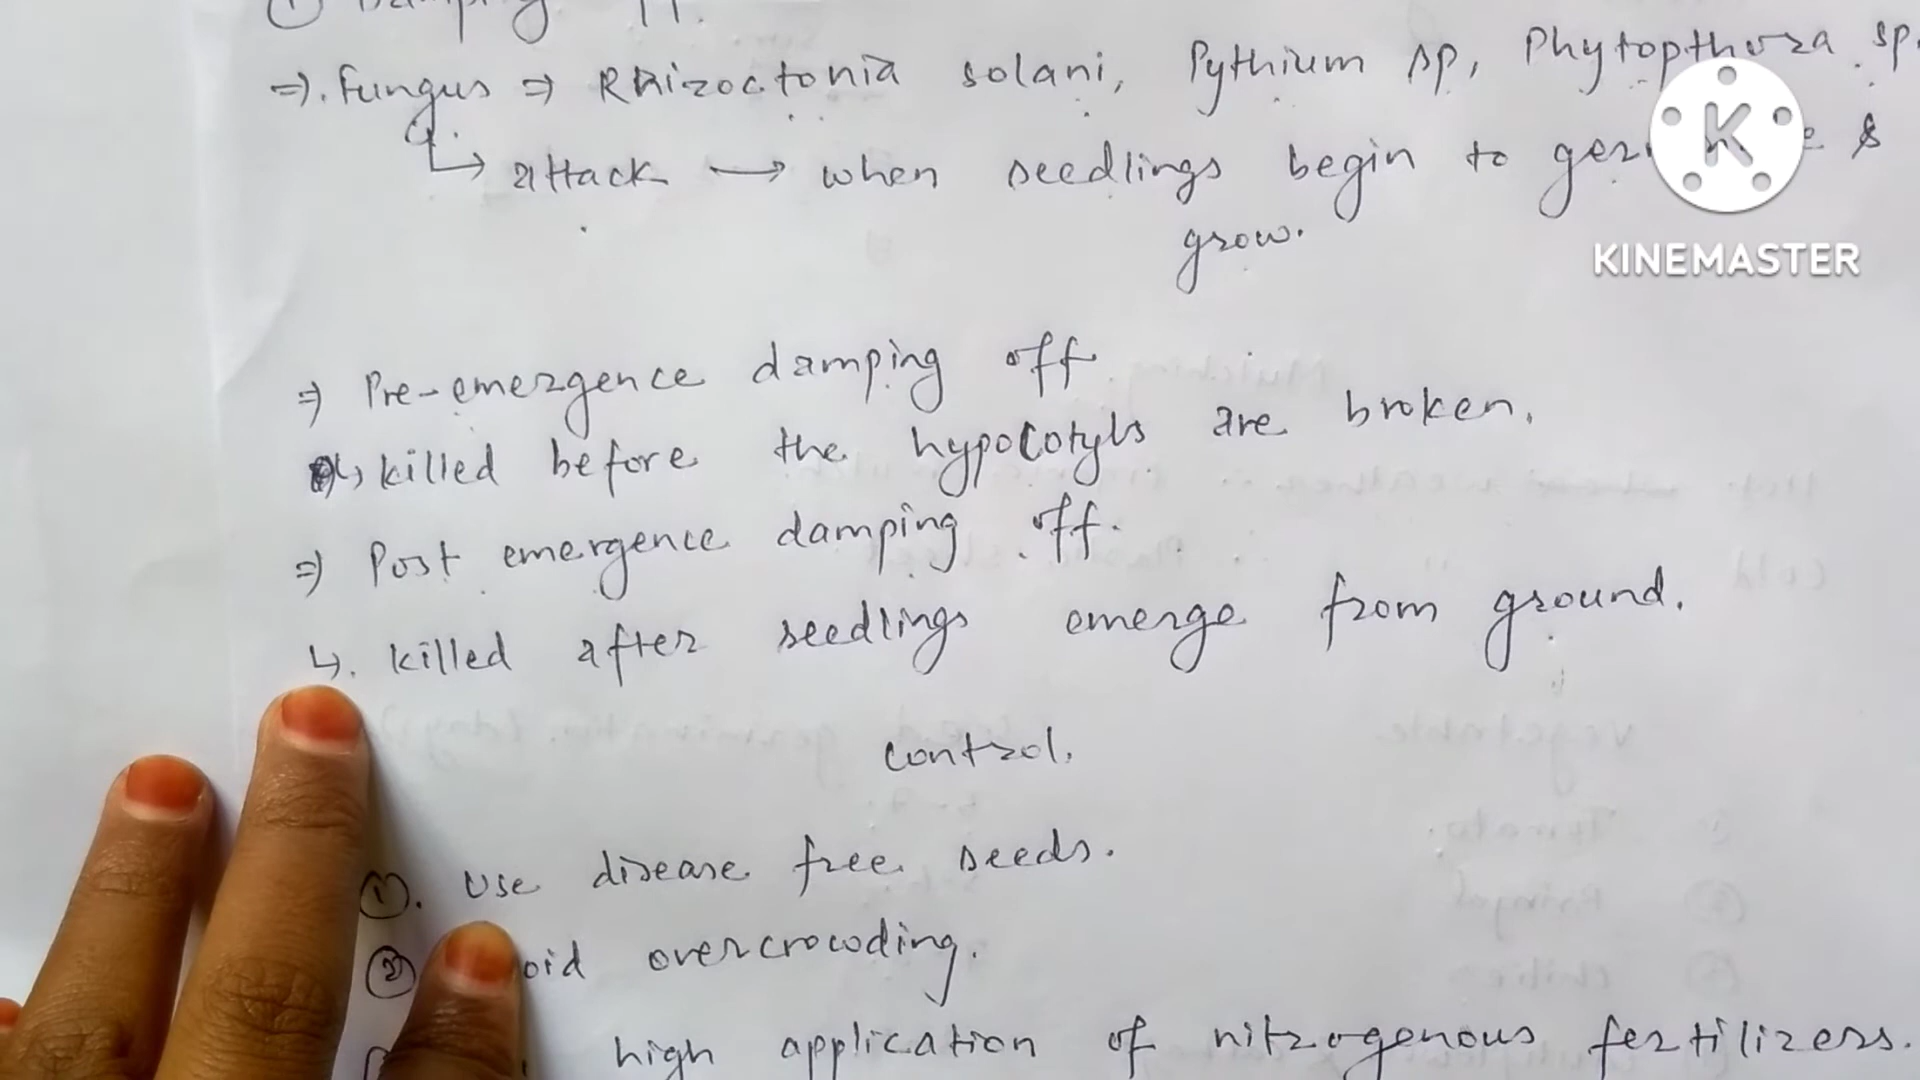 ① Damping
⇒. Fungus ⇒ Rhizoctonia solani, Pythium sp, Phytopthora sp.
↳ attack → when seedlings begin to &
grow.
K
KINEMASTER
⇒ Pre-emergence damping off
↳ killed before the hypocotyls are broken.
⇒ Post emergence damping off.
↳. killed after seedlings emerge from ground.
control.
①. Use disease free seeds.
② oid overcrowding.
high application of nitrogenous fertilizers.